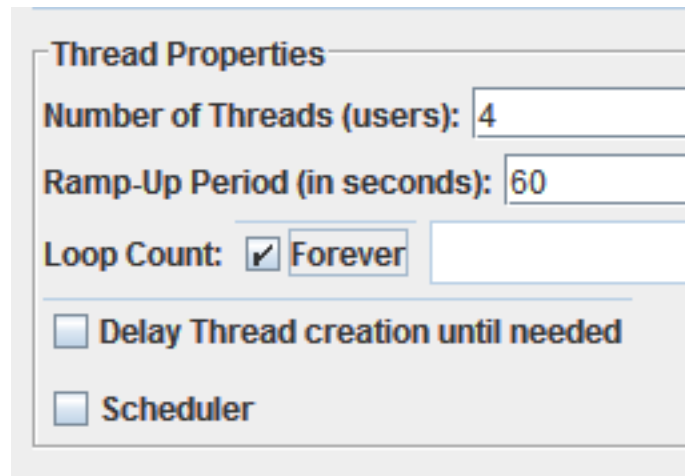 Thread Properties
Number of Threads (users): 4
Ramp-Up Period (in seconds): 60
Loop Count: Forever
Delay Thread creation until needed
Scheduler